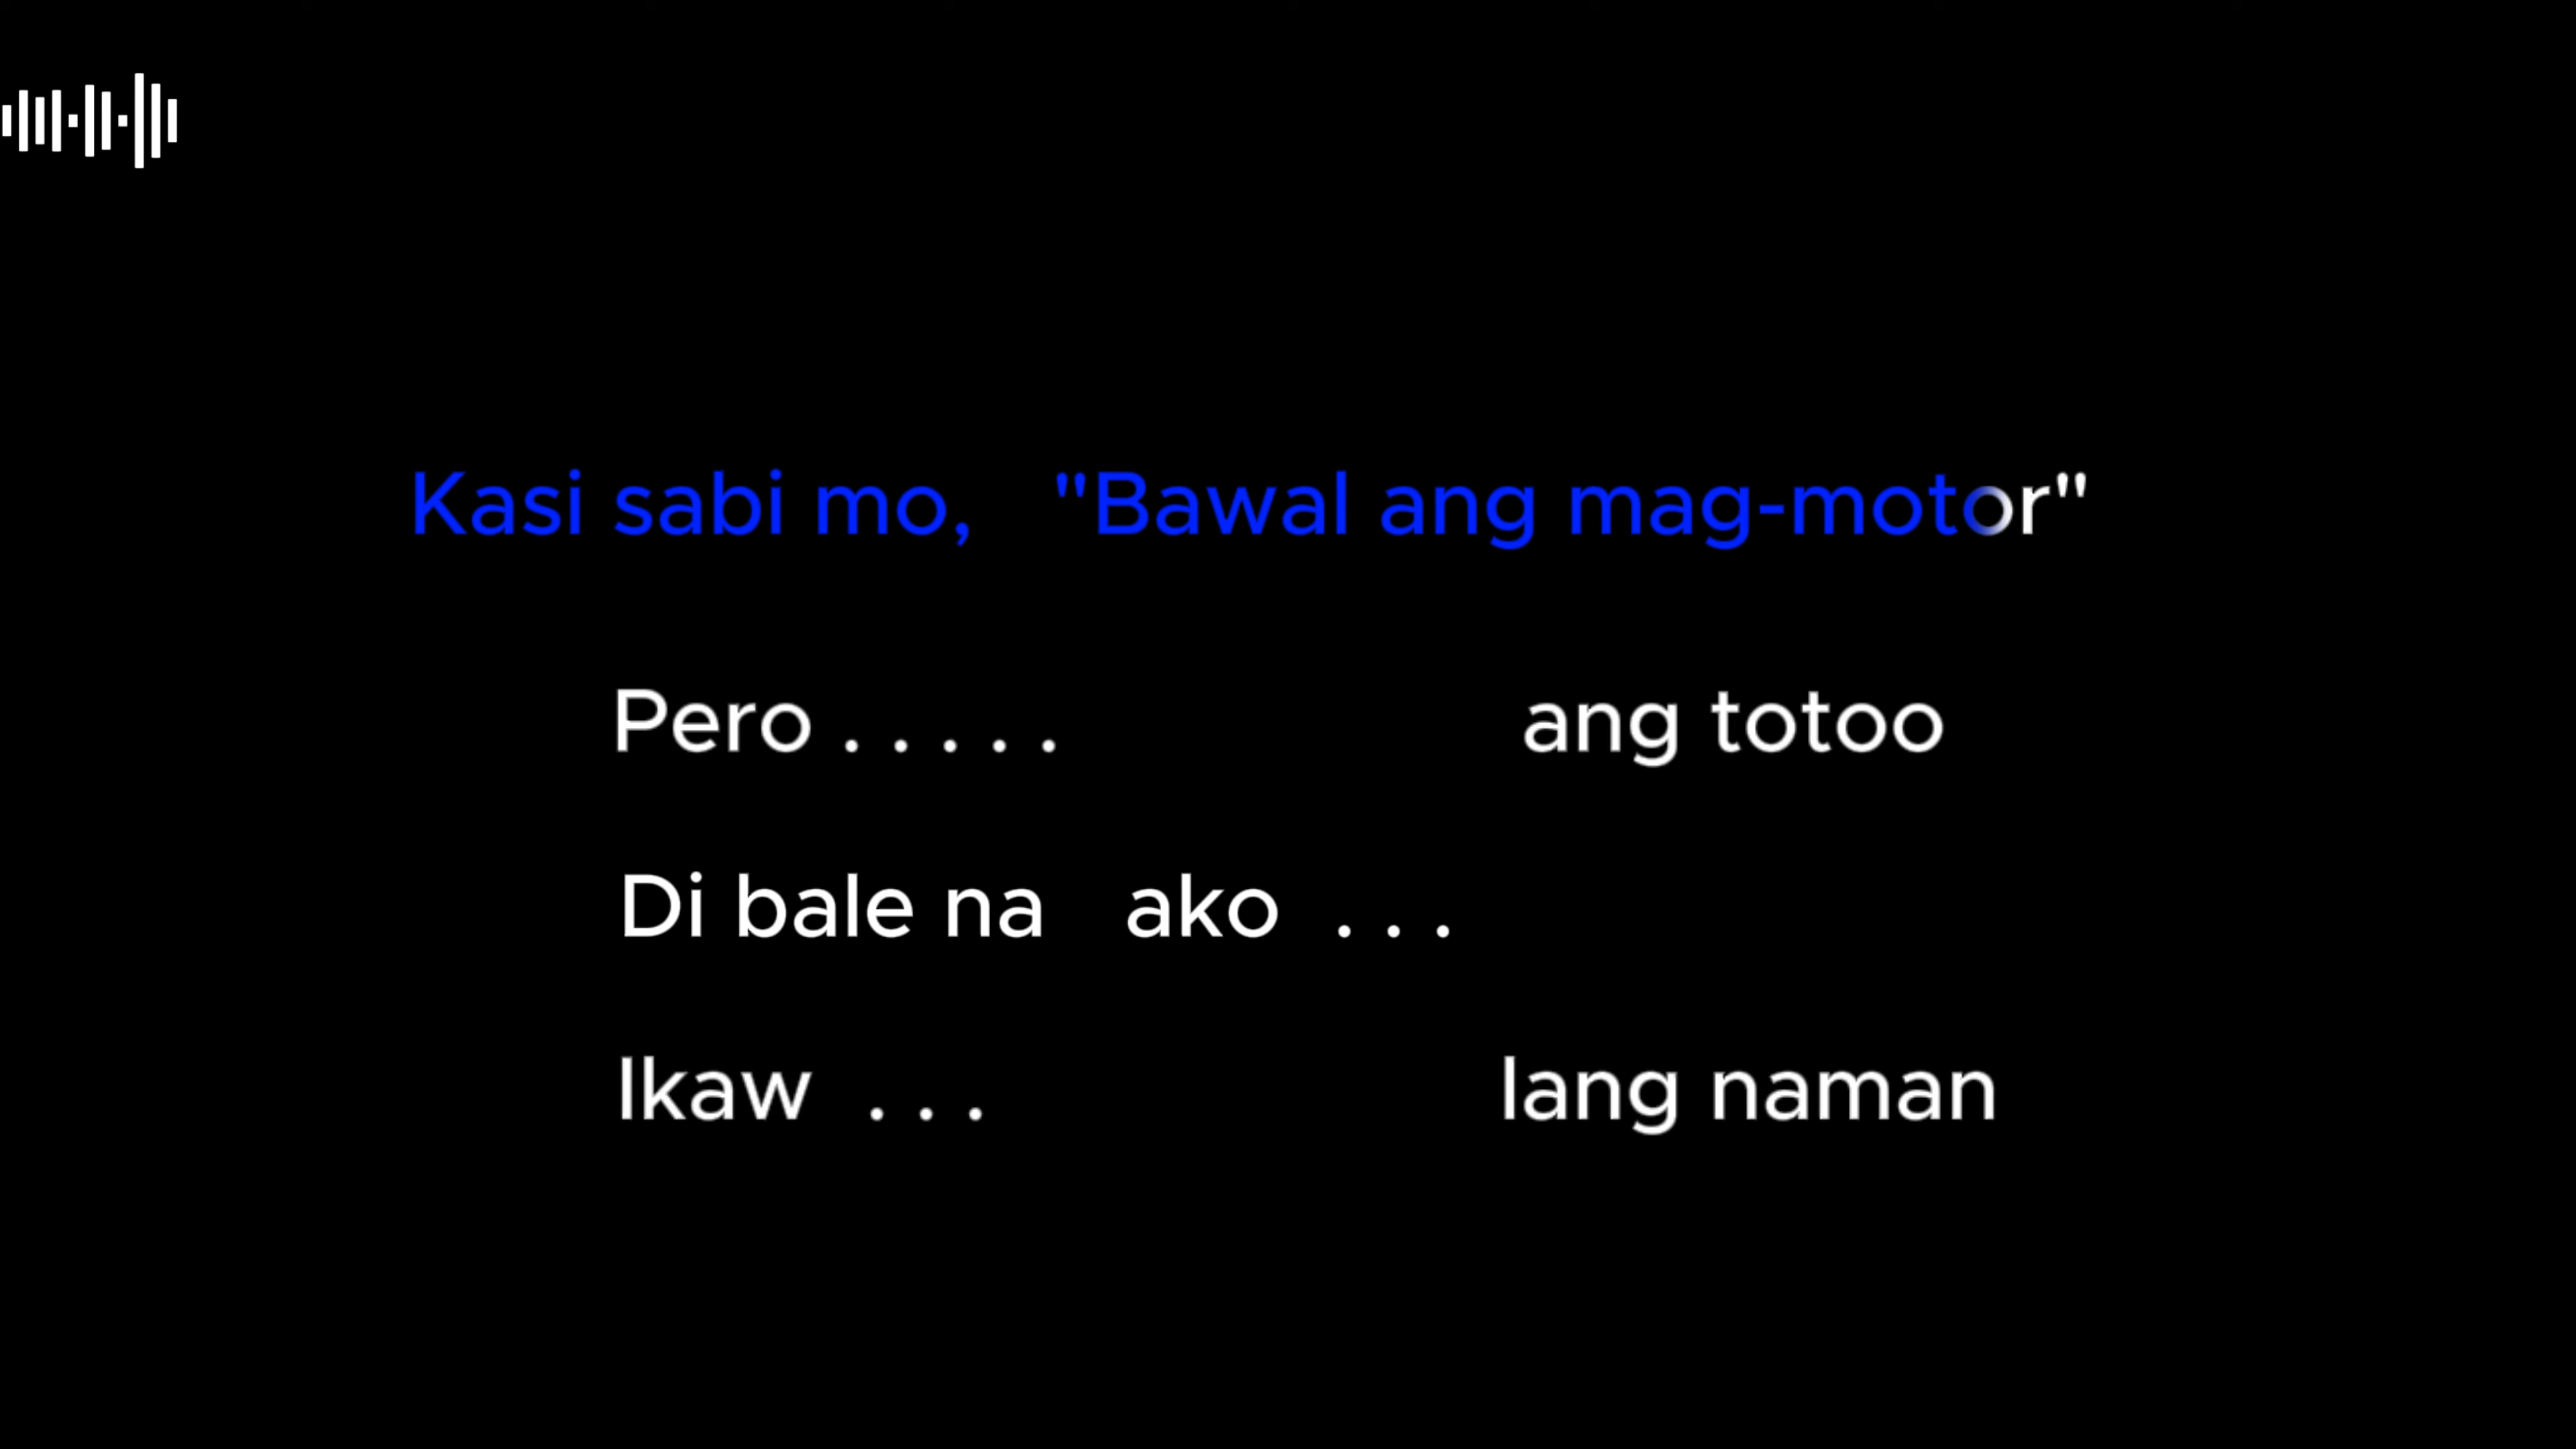 Kasi sabi mo, "Bawal ang mag-motor"
Pero . . . . . ang totoo
Di bale na ako . . .
Ikaw . . . lang naman